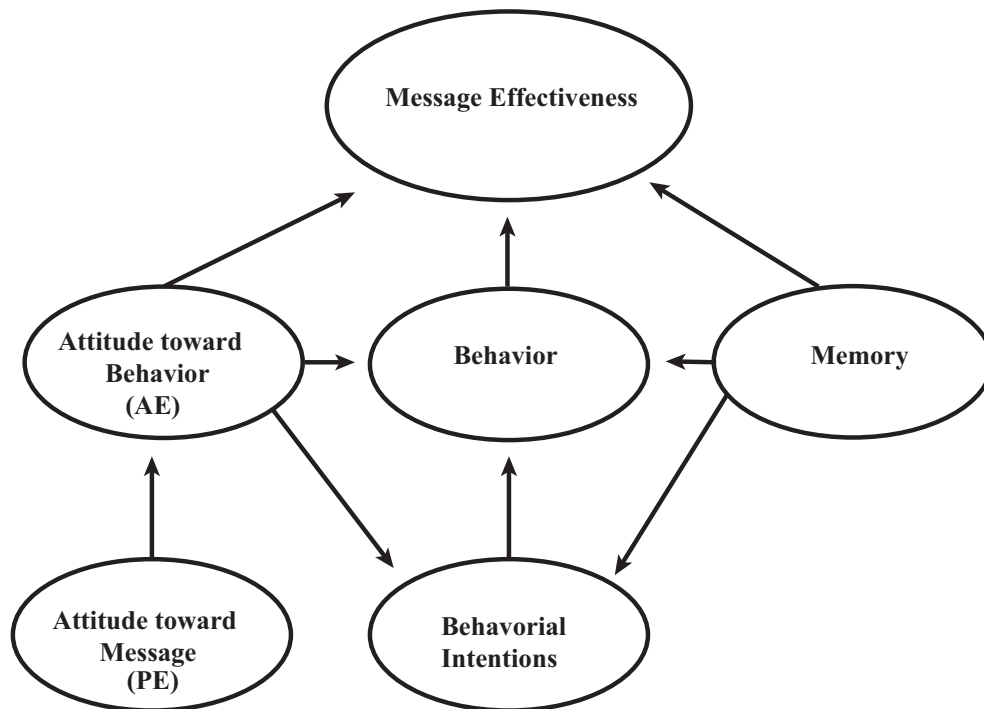 Message Effectiveness
Attitude toward
Behavior
(AE)
Behavior
Memory
Attitude toward
Message
(PE)
Behavorial
Intentions